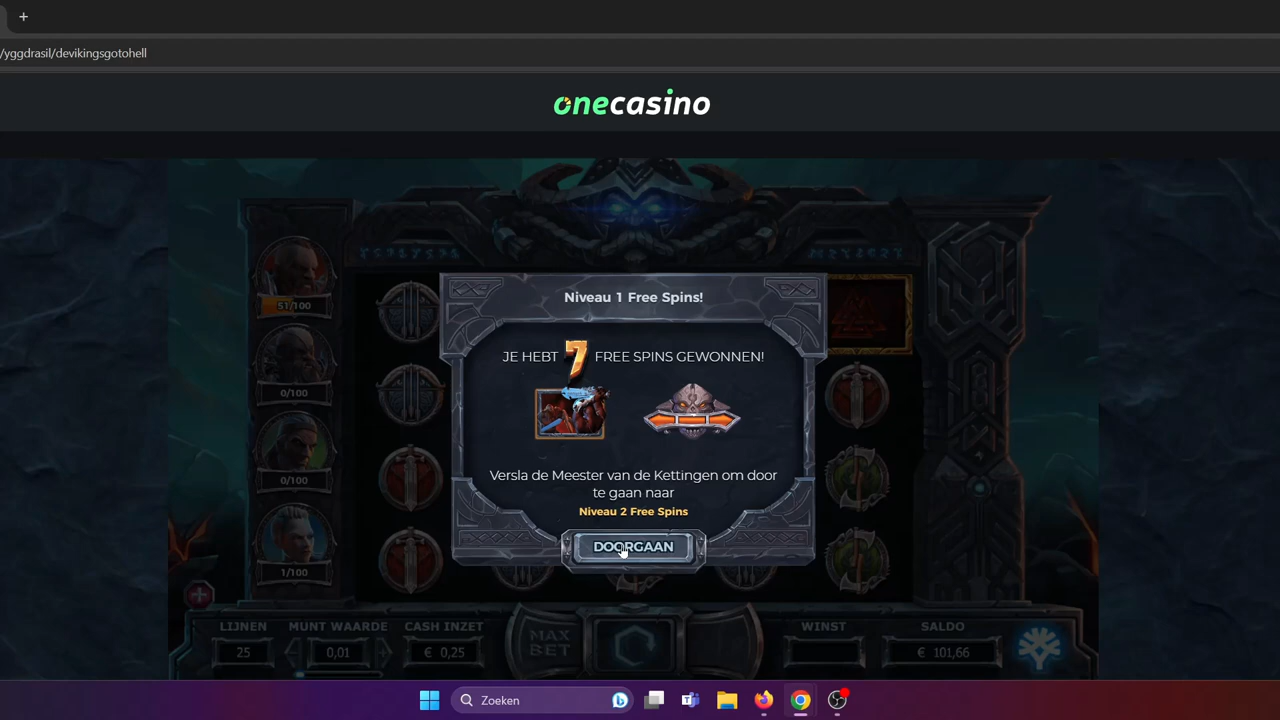 /yggdrasil/devikingsgotohell
onecasino
Niveau 1 Free Spins!
JE HEBT 7 FREE SPINS GEWONNEN!
Versla de Meester van de Kettingen om door
te gaan naar
Niveau 2 Free Spins
DOORGAAN
51/100
0/100
0/100
1/100
LIJNEN
25
MUNT WAARDE
0,01
CASH INZET
€ 0,25
MAX
BET
WINST
SALDO
€ 101,66
Zoeken